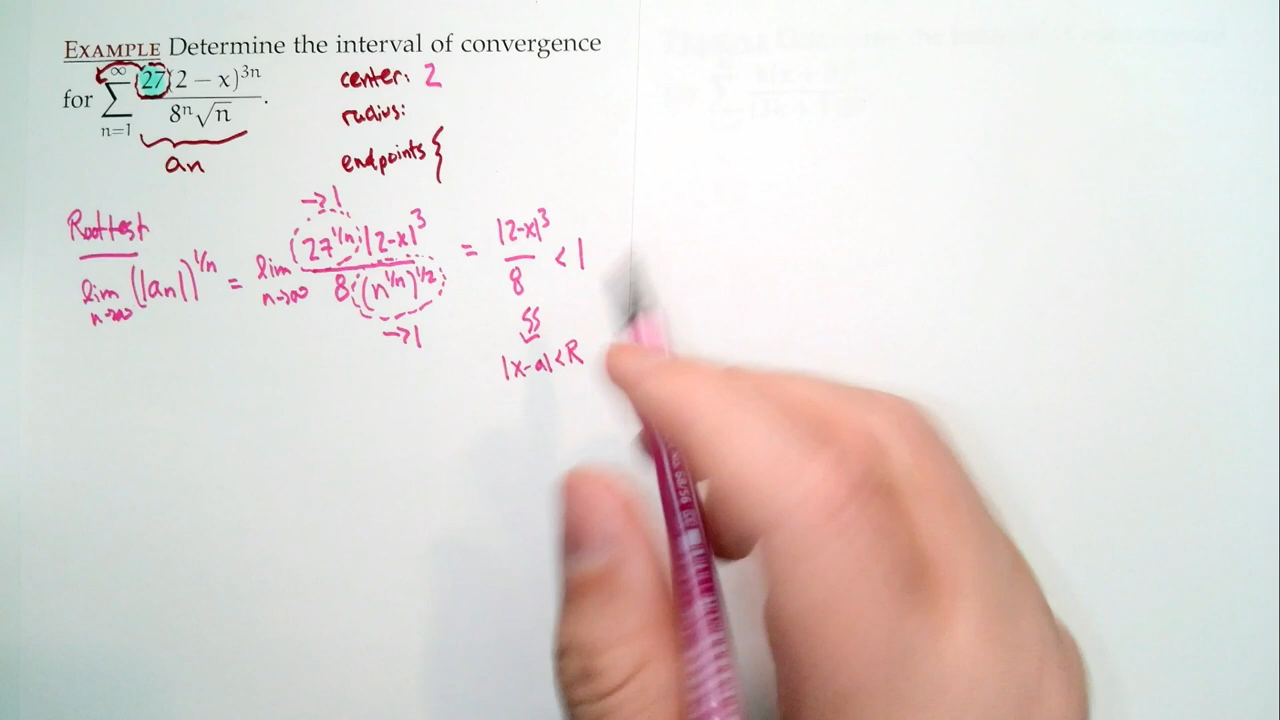 EXAMPLE Determine the interval of convergence
for ∑_{n=1}^{∞} 27(2 − x)^{3n} / (8^n √n).
an
center: 2
radius:
endpoints {
Root test
lim_{n→∞} (|an|)^{1/n} = lim_{n→∞} (27^{1/n})|2-x|^3 / (8·(n^{1/n})^{1/2}) = |2-x|^3 / 8 < 1
→1
→1
|x-a| < R